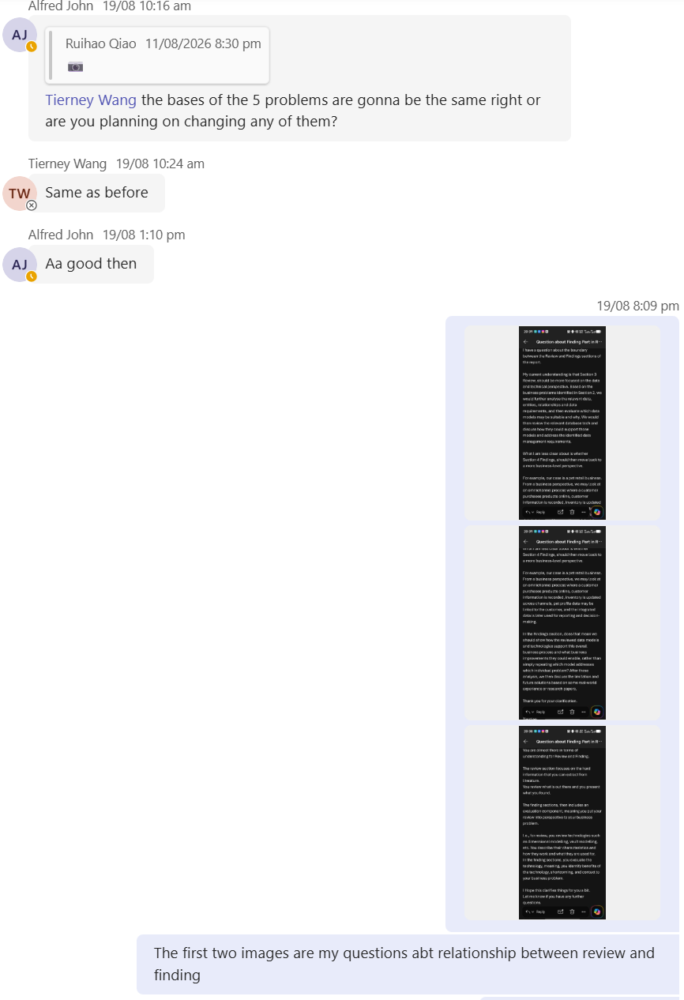 Alfred John 19/08 10:16 am
AJ
Ruihao Qiao 11/08/2026 8:30 pm
Tierney Wang the bases of the 5 problems are gonna be the same right or
are you planning on changing any of them?
Tierney Wang 19/08 10:24 am
TW
Same as before
Alfred John 19/08 1:10 pm
AJ
Aa good then
19/08 8:09 pm
Question about Finding Part in R...
I have a question about the boundary
between the Review and Findings sections of
the report.
My current understanding is that Section 3
Review, should be more focused on the data
and technical perspective. Based on the
business problems identified in Section 2, we
would further analyse the relevant data,
entities, relationships and data
requirements, and then evaluate which data
models may be suitable and why. We would
then review the relevant database tech and
discuss how they could support those
models and address the identified data
management requirements.
What I am less clear about is whether
Section 4 Findings, should then move back to
a more business-level perspective.
For example, our case is a pet retail business.
From a business perspective, we may look at
an omnichannel process where a customer
purchases products online, customer
information is recorded, inventory is updated
Reply
Question about Finding Part in R...
Section 4 Findings, should then move back to
a more business-level perspective.
For example, our case is a pet retail business.
From a business perspective, we may look at
an omnichannel process where a customer
purchases products online, customer
information is recorded, inventory is updated
across channels, pet profile data may be
linked to the customer, and the integrated
data is later used for reporting and decision-
making.
In the Findings section, does that mean we
should show how the reviewed data models
and technologies support this overall
business process and what business
improvements they could enable, rather than
simply repeating which model addresses
which individual problem? After these
analysis, we then discuss the limitation and
future solutions based on some real-world
experience or research papers.
Thank you for your clarification.
Reply
Question about Finding Part in R...
You are almost there in terms of
understanding for Review and Finding.
The review section focuses on the hard
information that you can extract from
literature.
You review what is out there and you present
what you found.
The finding sections, then includes an
evaluation component, meaning you put your
review into perspective to your business
problem.
I.e., for review, you review technologies such
as dimensional modelling, vault modelling,
etc. You describe their characteristics and
how they work and what they are used for.
In the finding sections, you evaluate the
technology, meaning, you identify benefits of
the technology, shortcoming, and context to
your business problem.
I Hope this clarifies things for you a bit.
Let me know if you have any further
questions
Reply
The first two images are my questions abt relationship between review and
finding